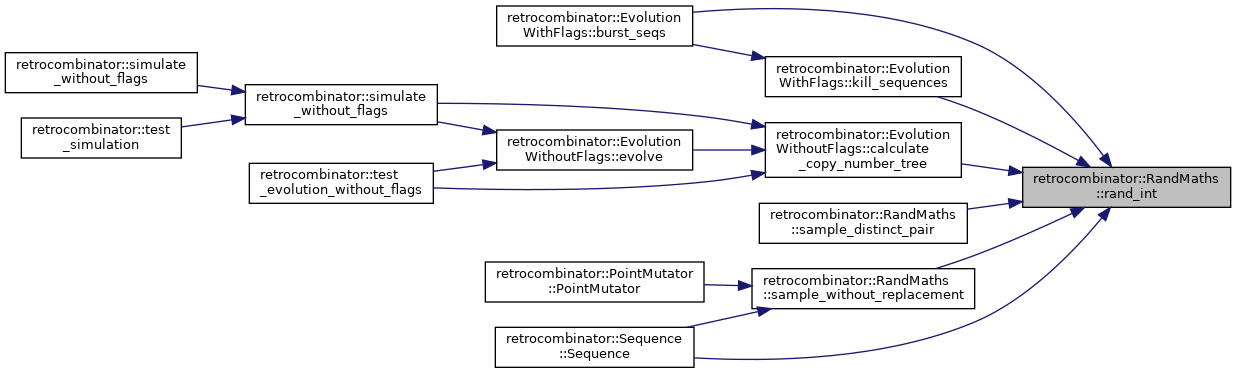 retrocombinator::Evolution
WithFlags::burst_seqs
retrocombinator::simulate
_without_flags
retrocombinator::Evolution
WithFlags::kill_sequences
retrocombinator::simulate
_without_flags
retrocombinator::test
_simulation
retrocombinator::Evolution
WithoutFlags::evolve
retrocombinator::Evolution
WithoutFlags::calculate
_copy_number_tree
retrocombinator::test
_evolution_without_flags
retrocombinator::RandMaths
::rand_int
retrocombinator::RandMaths
::sample_distinct_pair
retrocombinator::PointMutator
::PointMutator
retrocombinator::RandMaths
::sample_without_replacement
retrocombinator::Sequence
::Sequence